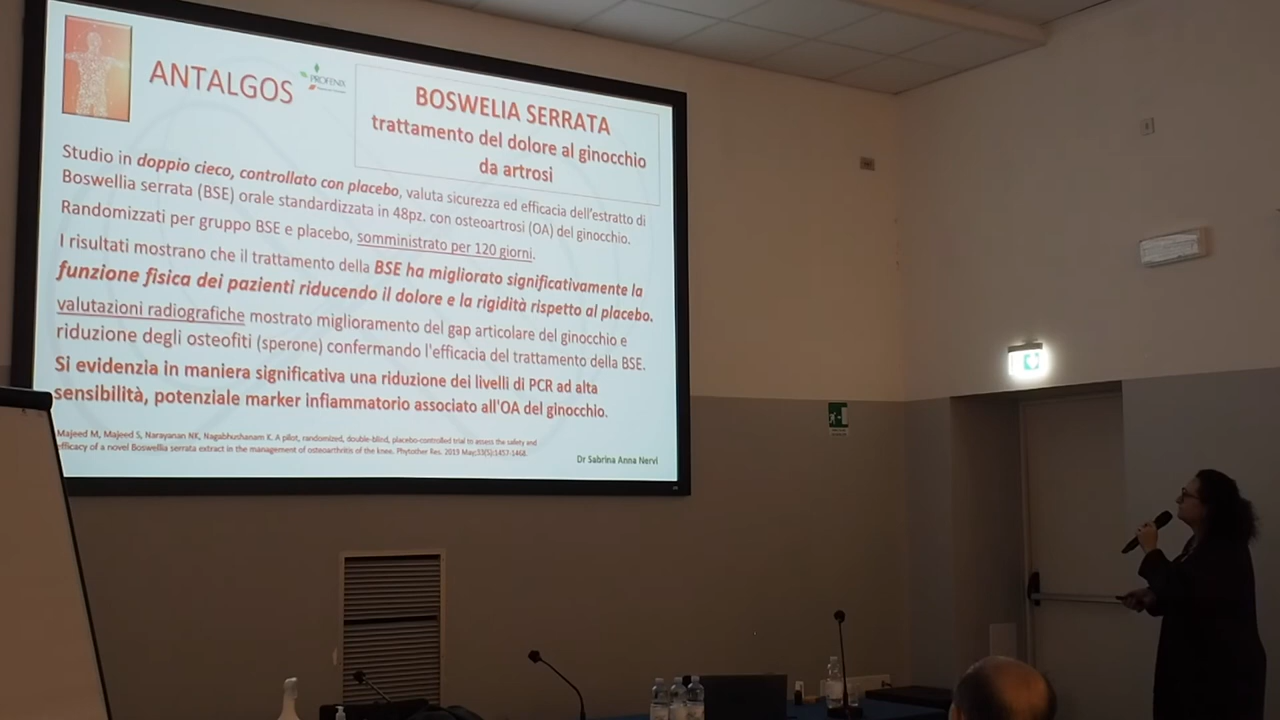 ANTALGOS
PROFENIX
BOSWELIA SERRATA
trattamento del dolore al ginocchio
da artrosi
Studio in doppio cieco, controllato con placebo, valuta sicurezza ed efficacia dell'estratto di
Boswellia serrata (BSE) orale standardizzata in 48pz. con osteoartrosi (OA) del ginocchio.
Randomizzati per gruppo BSE e placebo, somministrato per 120 giorni.
I risultati mostrano che il trattamento della BSE ha migliorato significativamente la
funzione fisica dei pazienti riducendo il dolore e la rigidità rispetto al placebo.
valutazioni radiografiche mostrato miglioramento del gap articolare del ginocchio e
riduzione degli osteofiti (sperone) confermando l'efficacia del trattamento della BSE.
Si evidenzia in maniera significativa una riduzione dei livelli di PCR ad alta
sensibilità, potenziale marker infiammatorio associato all'OA del ginocchio.
Majeed M, Majeed S, Narayanan NK, Nagabhushanam K. A pilot, randomized, double-blind, placebo-controlled trial to assess the safety and
efficacy of a novel Boswellia serrata extract in the management of osteoarthritis of the knee. Phytother Res. 2019 May;33(5):1457-1468.
Dr Sabrina Anna Nervi